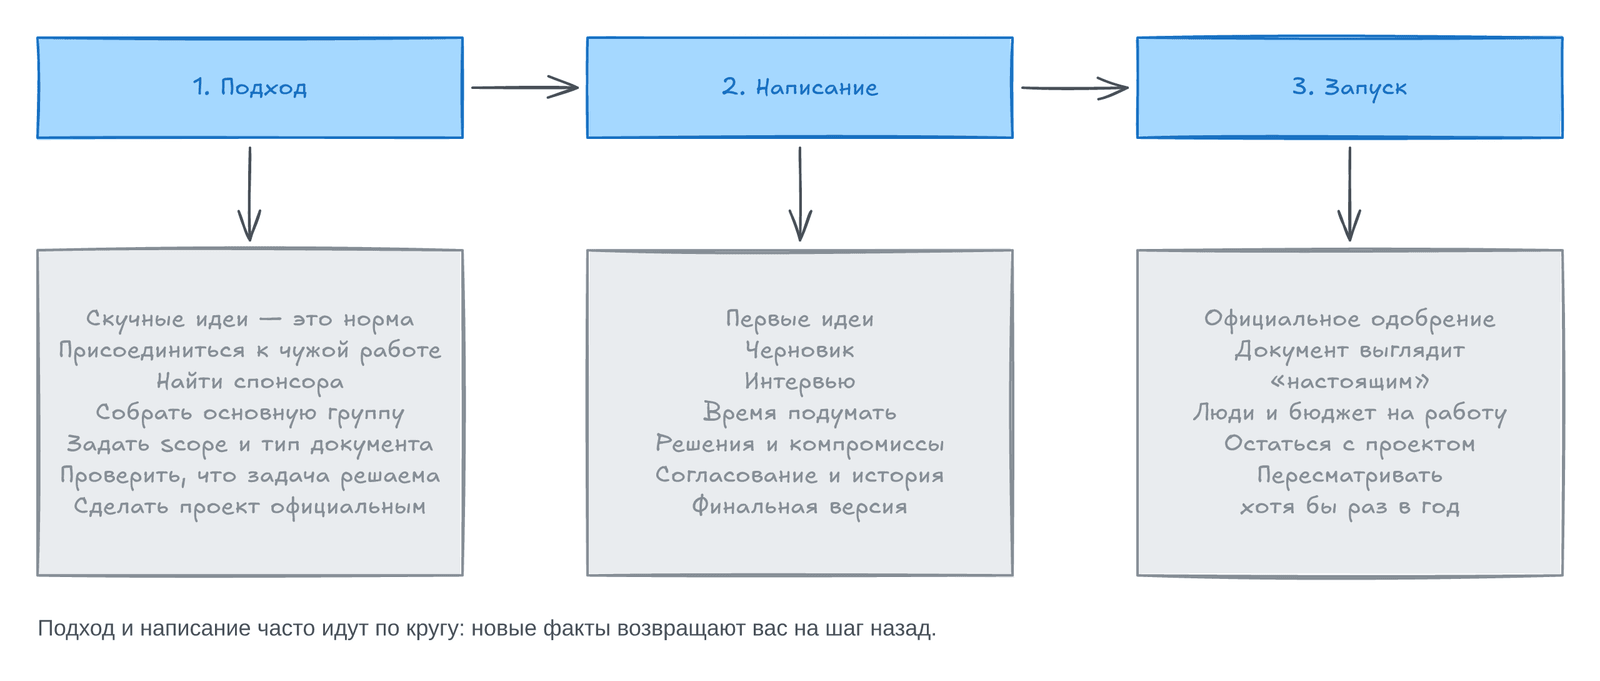 1. Подход
2. Написание
3. Запуск
Скучные идеи — это норма
Присоединиться к чужой работе
Найти спонсора
Собрать основную группу
Задать scope и тип документа
Проверить, что задача решаема
Сделать проект официальным
Первые идеи
Черновик
Интервью
Время подумать
Решения и компромиссы
Согласование и история
Финальная версия
Официальное одобрение
Документ выглядит
«настоящим»
Люди и бюджет на работу
Остаться с проектом
Пересматривать
хотя бы раз в год
Подход и написание часто идут по кругу: новые факты возвращают вас на шаг назад.